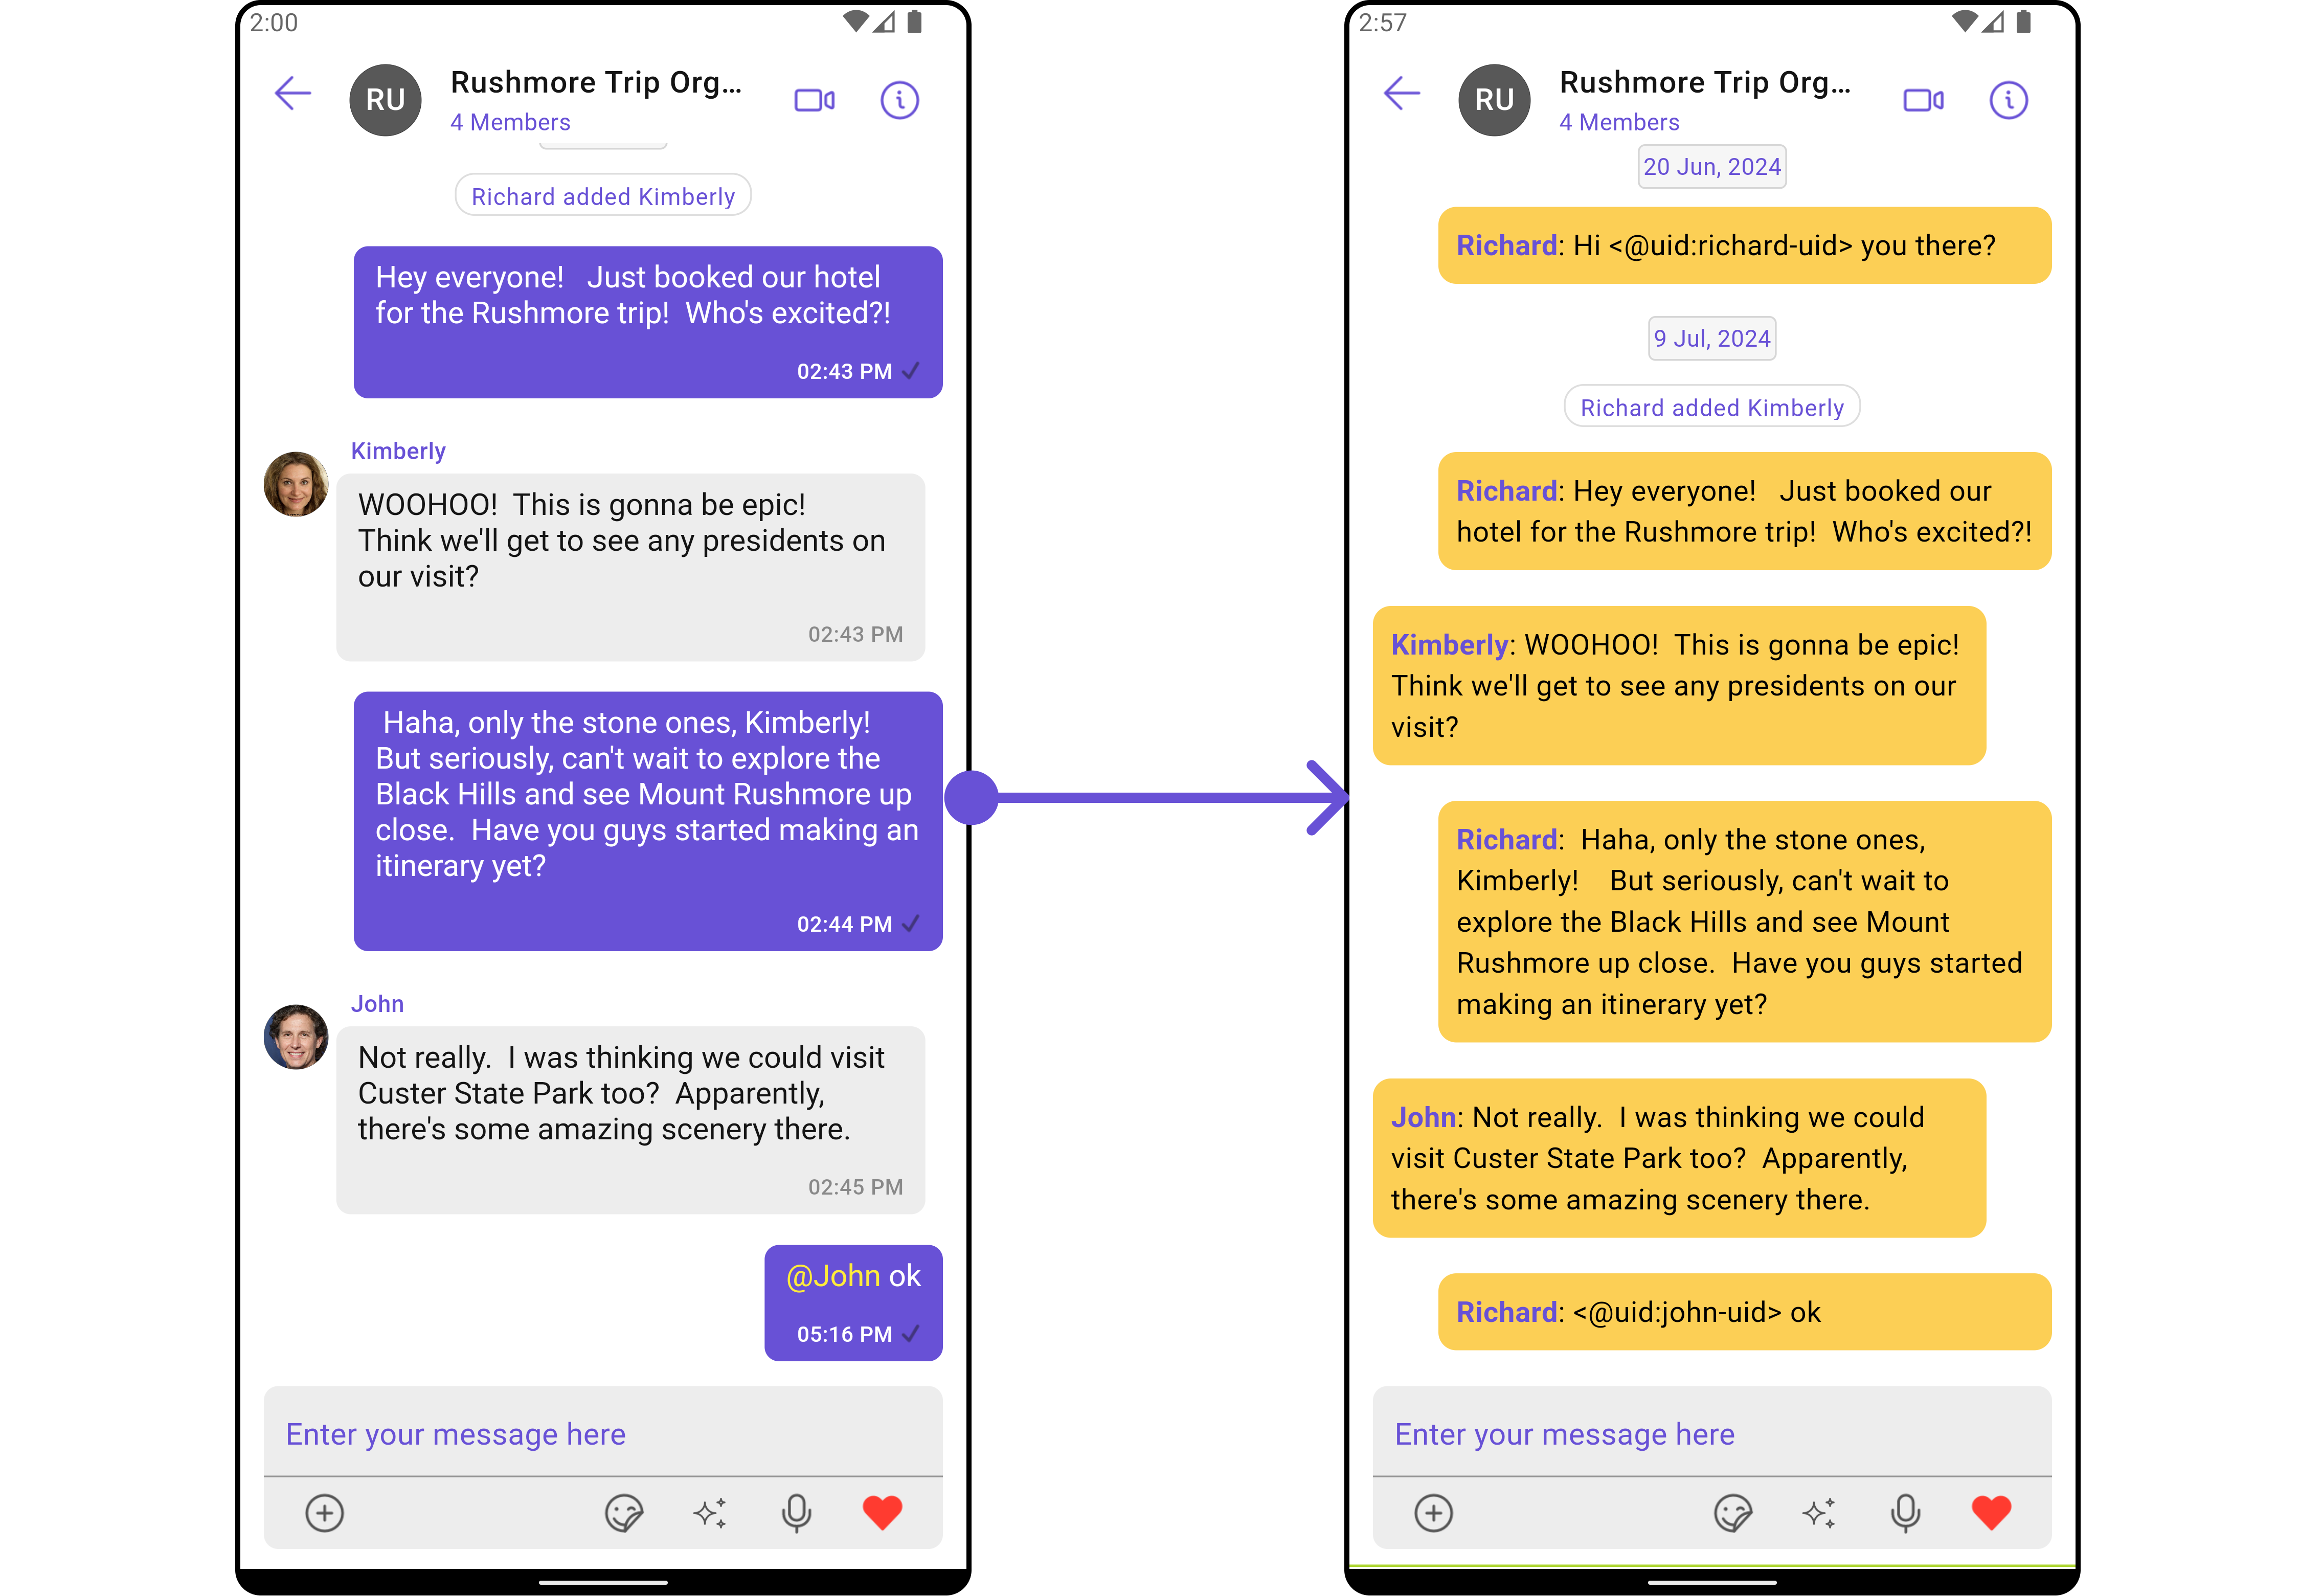 2:00
RU
Rushmore Trip Org...
4 Members
Richard added Kimberly
Hey everyone!   Just booked our hotel
for the Rushmore trip!  Who's excited?!
02:43 PM
Kimberly
WOOHOO!  This is gonna be epic!
Think we'll get to see any presidents on
our visit?
02:43 PM
Haha, only the stone ones, Kimberly!
But seriously, can't wait to explore the
Black Hills and see Mount Rushmore up
close.  Have you guys started making an
itinerary yet?
02:44 PM
John
Not really.  I was thinking we could visit
Custer State Park too?  Apparently,
there's some amazing scenery there.
02:45 PM
@John ok
05:16 PM
Enter your message here
2:57
RU
Rushmore Trip Org...
4 Members
20 Jun, 2024
Richard: Hi <@uid:richard-uid> you there?
9 Jul, 2024
Richard added Kimberly
Richard: Hey everyone!   Just booked our
hotel for the Rushmore trip!  Who's excited?!
Kimberly: WOOHOO!  This is gonna be epic!
Think we'll get to see any presidents on our
visit?
Richard:  Haha, only the stone ones,
Kimberly!    But seriously, can't wait to
explore the Black Hills and see Mount
Rushmore up close.  Have you guys started
making an itinerary yet?
John: Not really.  I was thinking we could
visit Custer State Park too?  Apparently,
there's some amazing scenery there.
Richard: <@uid:john-uid> ok
Enter your message here